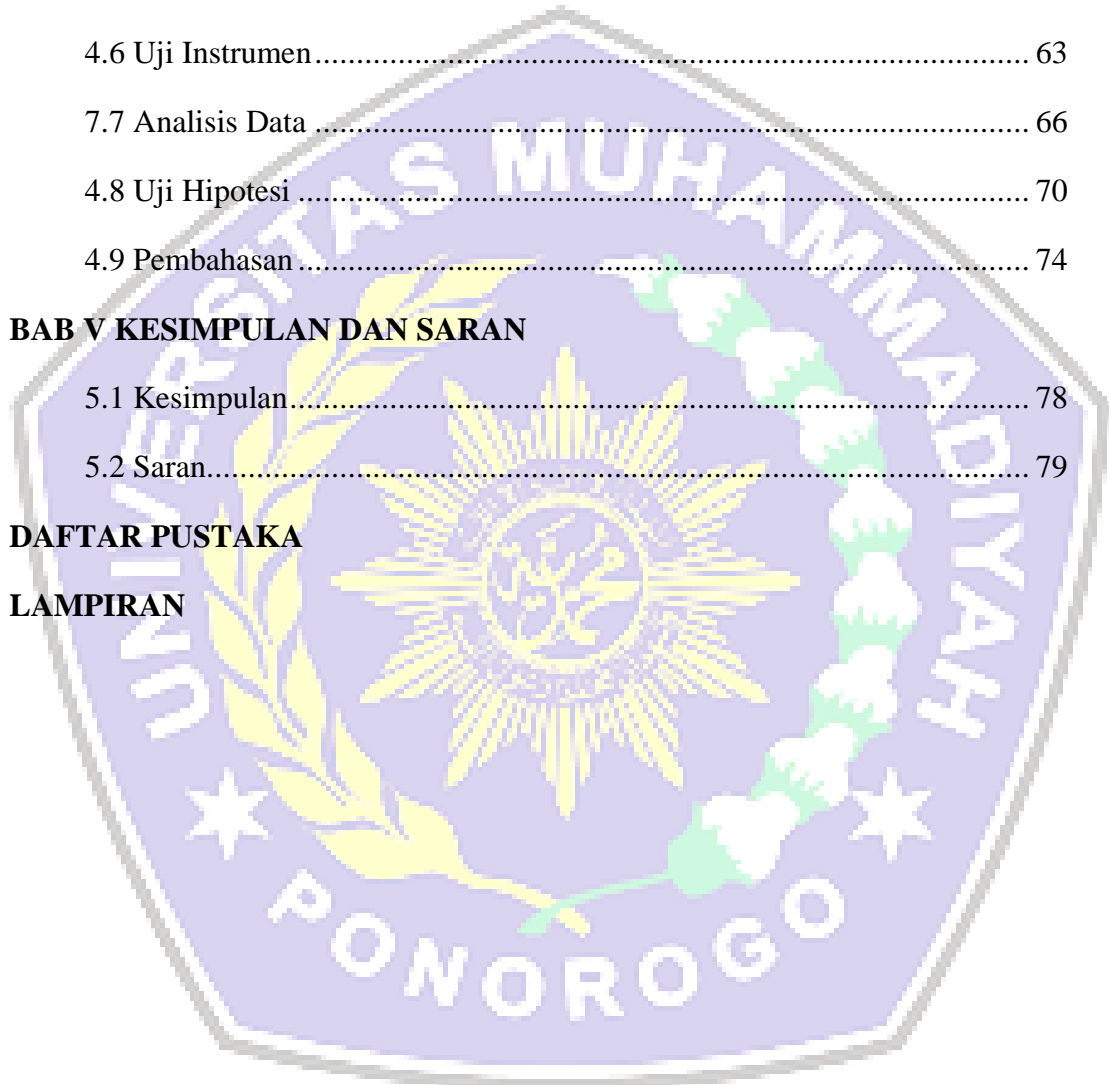 4.6 Uji Instrumen........................................................................ 63
7.7 Analisis Data ........................................................................ 66
4.8 Uji Hipotesi ........................................................................ 70
4.9 Pembahasan ........................................................................ 74
BAB V KESIMPULAN DAN SARAN
5.1 Kesimpulan........................................................................ 78
5.2 Saran........................................................................ 79
DAFTAR PUSTAKA
LAMPIRAN
UNIVERSITAS MUHAMMADIYAH
PONOROGO